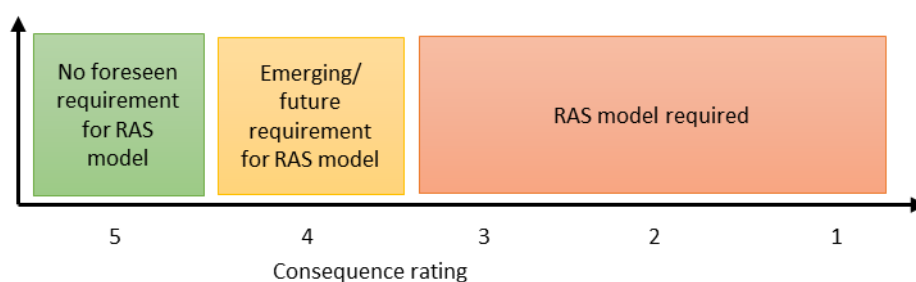 No foreseen
requirement
for RAS
model
Emerging/
future
requirement
for RAS model
RAS model required
5
4
3
2
1
Consequence rating